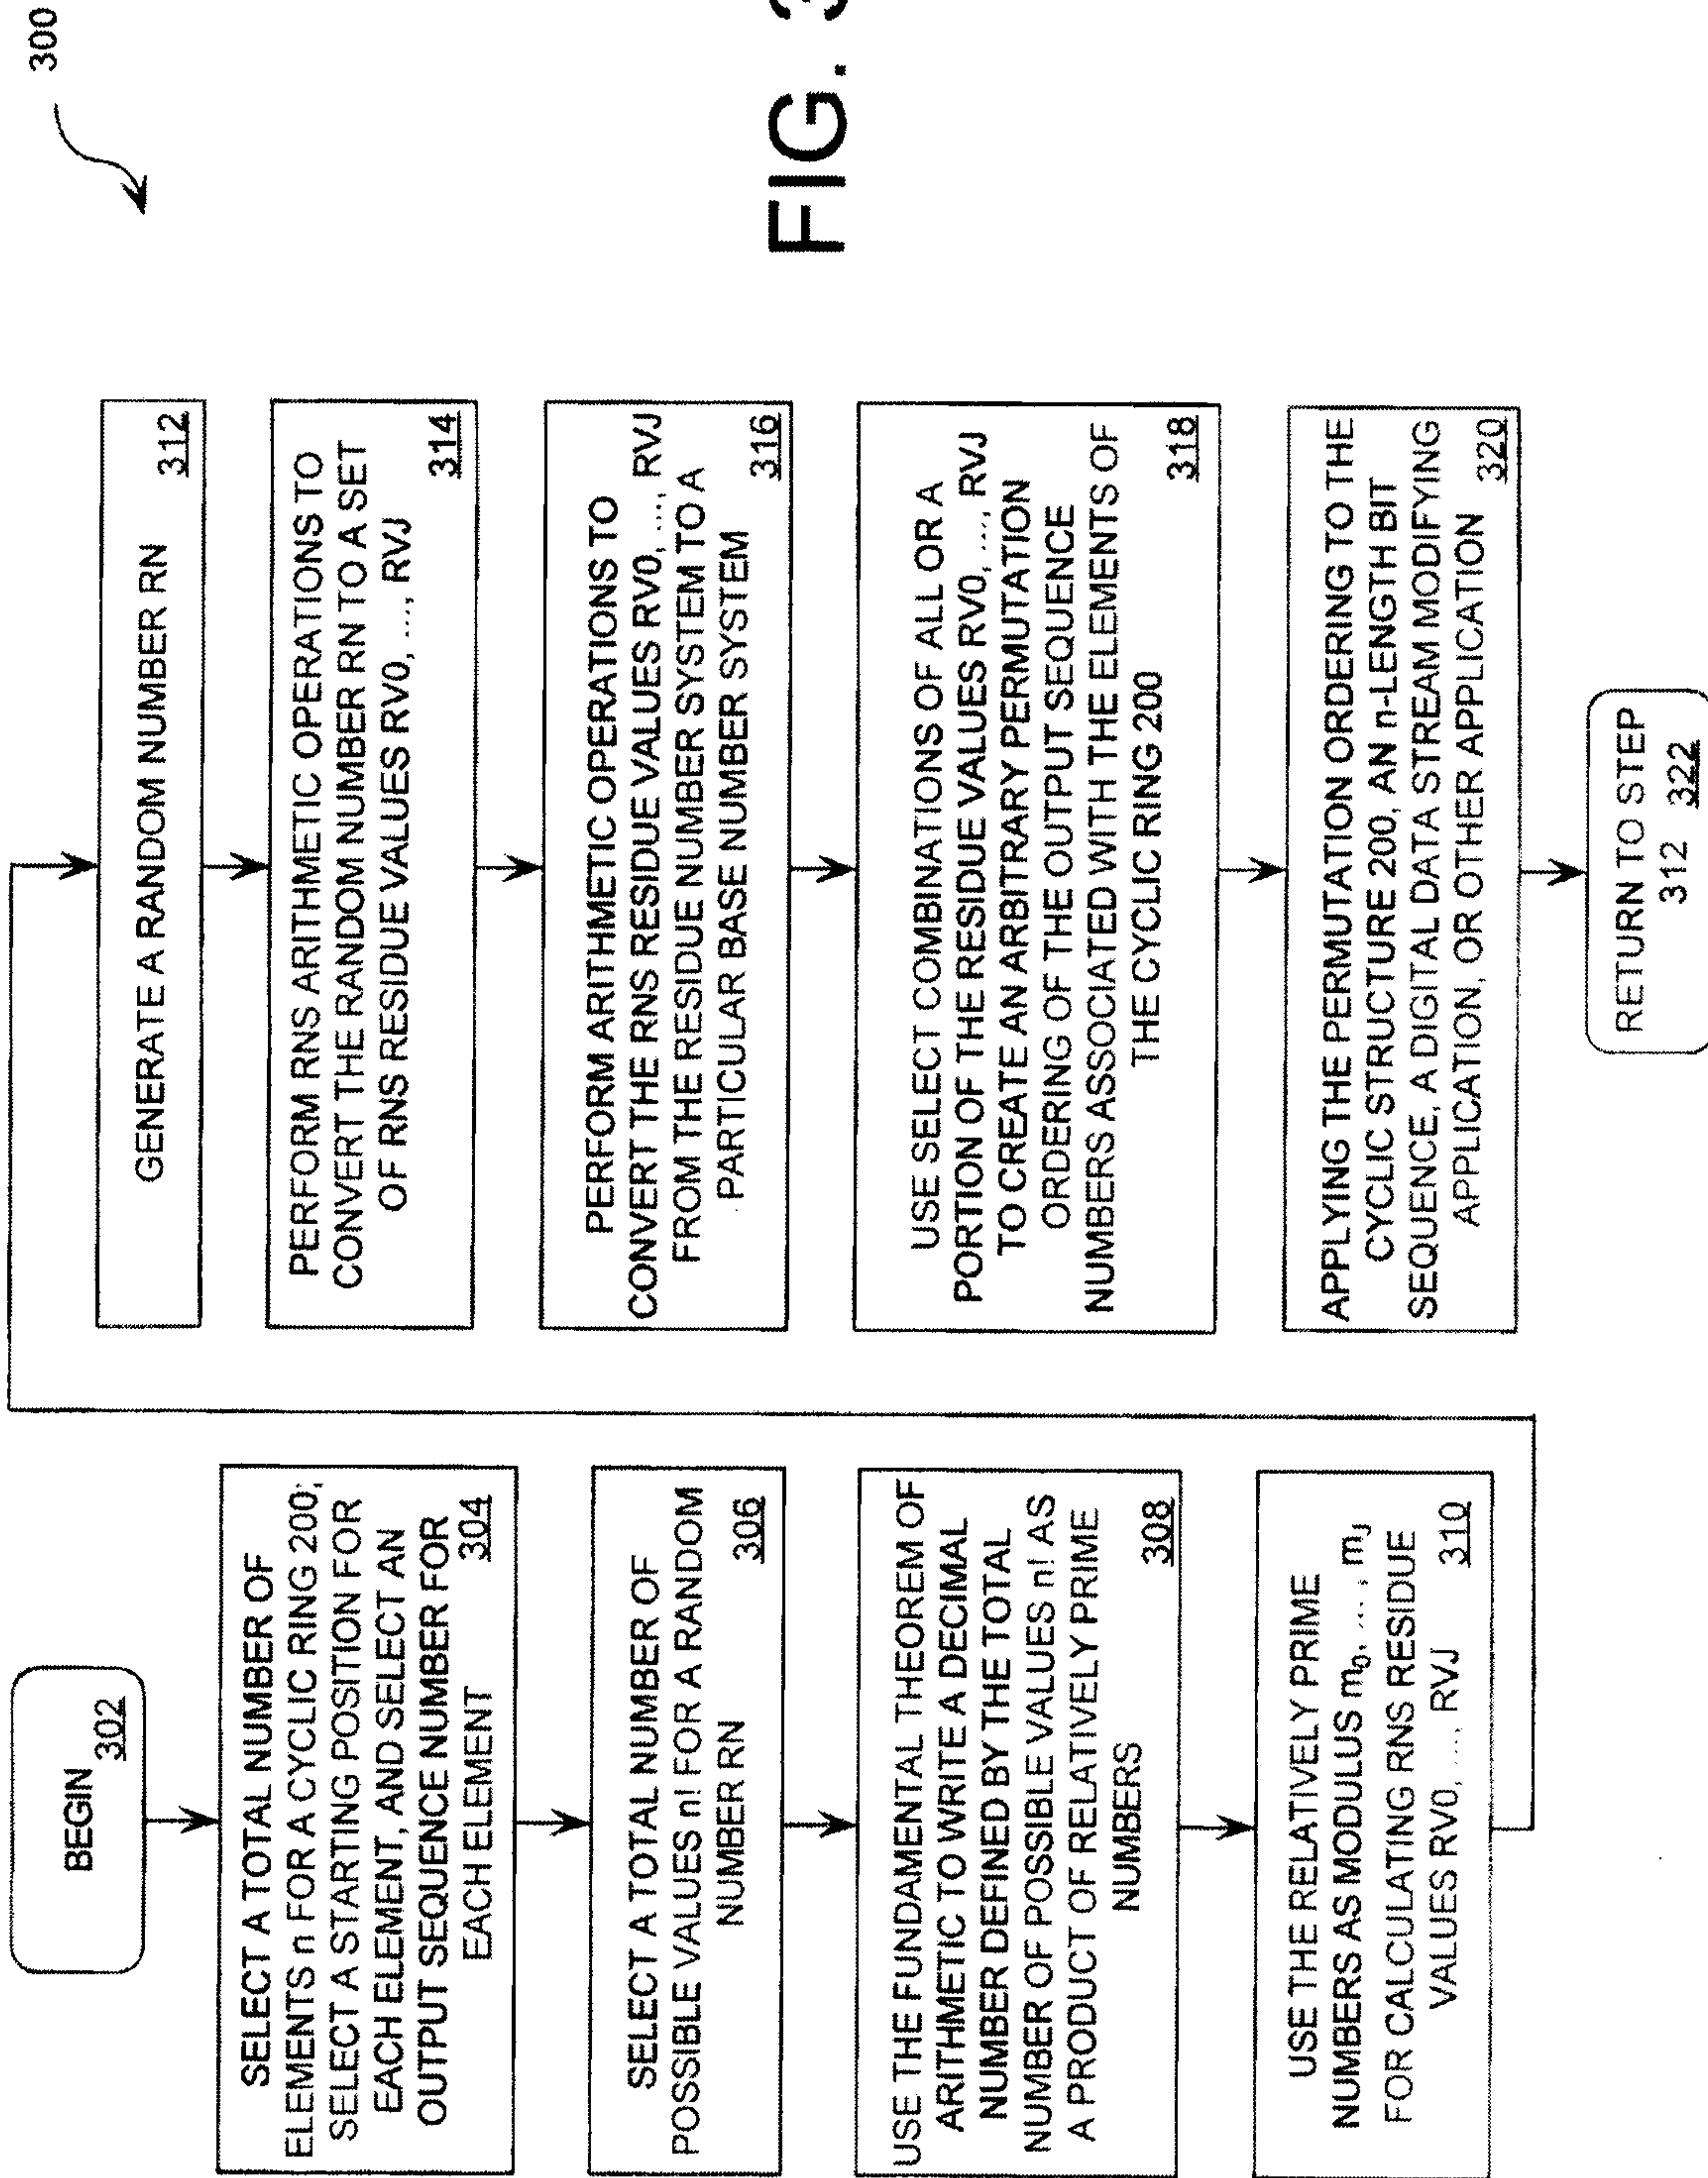 300
BEGIN
302
SELECT A TOTAL NUMBER OF
ELEMENTS n FOR A CYCLIC RING 200;
SELECT A STARTING POSITION FOR
EACH ELEMENT, AND SELECT AN
OUTPUT SEQUENCE NUMBER FOR
EACH ELEMENT 304
SELECT A TOTAL NUMBER OF
POSSIBLE VALUES n! FOR A RANDOM
NUMBER RN 306
USE THE FUNDAMENTAL THEOREM OF
ARITHMETIC TO WRITE A DECIMAL
NUMBER DEFINED BY THE TOTAL
NUMBER OF POSSIBLE VALUES n! AS
A PRODUCT OF RELATIVELY PRIME
NUMBERS 308
USE THE RELATIVELY PRIME
NUMBERS AS MODULUS m0, ..., mJ
FOR CALCULATING RNS RESIDUE
VALUES RV0, ..., RVJ 310
GENERATE A RANDOM NUMBER RN
312
PERFORM RNS ARITHMETIC OPERATIONS TO
CONVERT THE RANDOM NUMBER RN TO A SET
OF RNS RESIDUE VALUES RV0, ..., RVJ
314
PERFORM ARITHMETIC OPERATIONS TO
CONVERT THE RNS RESIDUE VALUES RV0, ..., RVJ
FROM THE RESIDUE NUMBER SYSTEM TO A
PARTICULAR BASE NUMBER SYSTEM 316
USE SELECT COMBINATIONS OF ALL OR A
PORTION OF THE RESIDUE VALUES RV0, ..., RVJ
TO CREATE AN ARBITRARY PERMUTATION
ORDERING OF THE OUTPUT SEQUENCE
NUMBERS ASSOCIATED WITH THE ELEMENTS OF
THE CYCLIC RING 200 318
APPLYING THE PERMUTATION ORDERING TO THE
CYCLIC STRUCTURE 200, AN n-LENGTH BIT
SEQUENCE, A DIGITAL DATA STREAM MODIFYING
APPLICATION, OR OTHER APPLICATION 320
RETURN TO STEP
312 322
FIG. 3